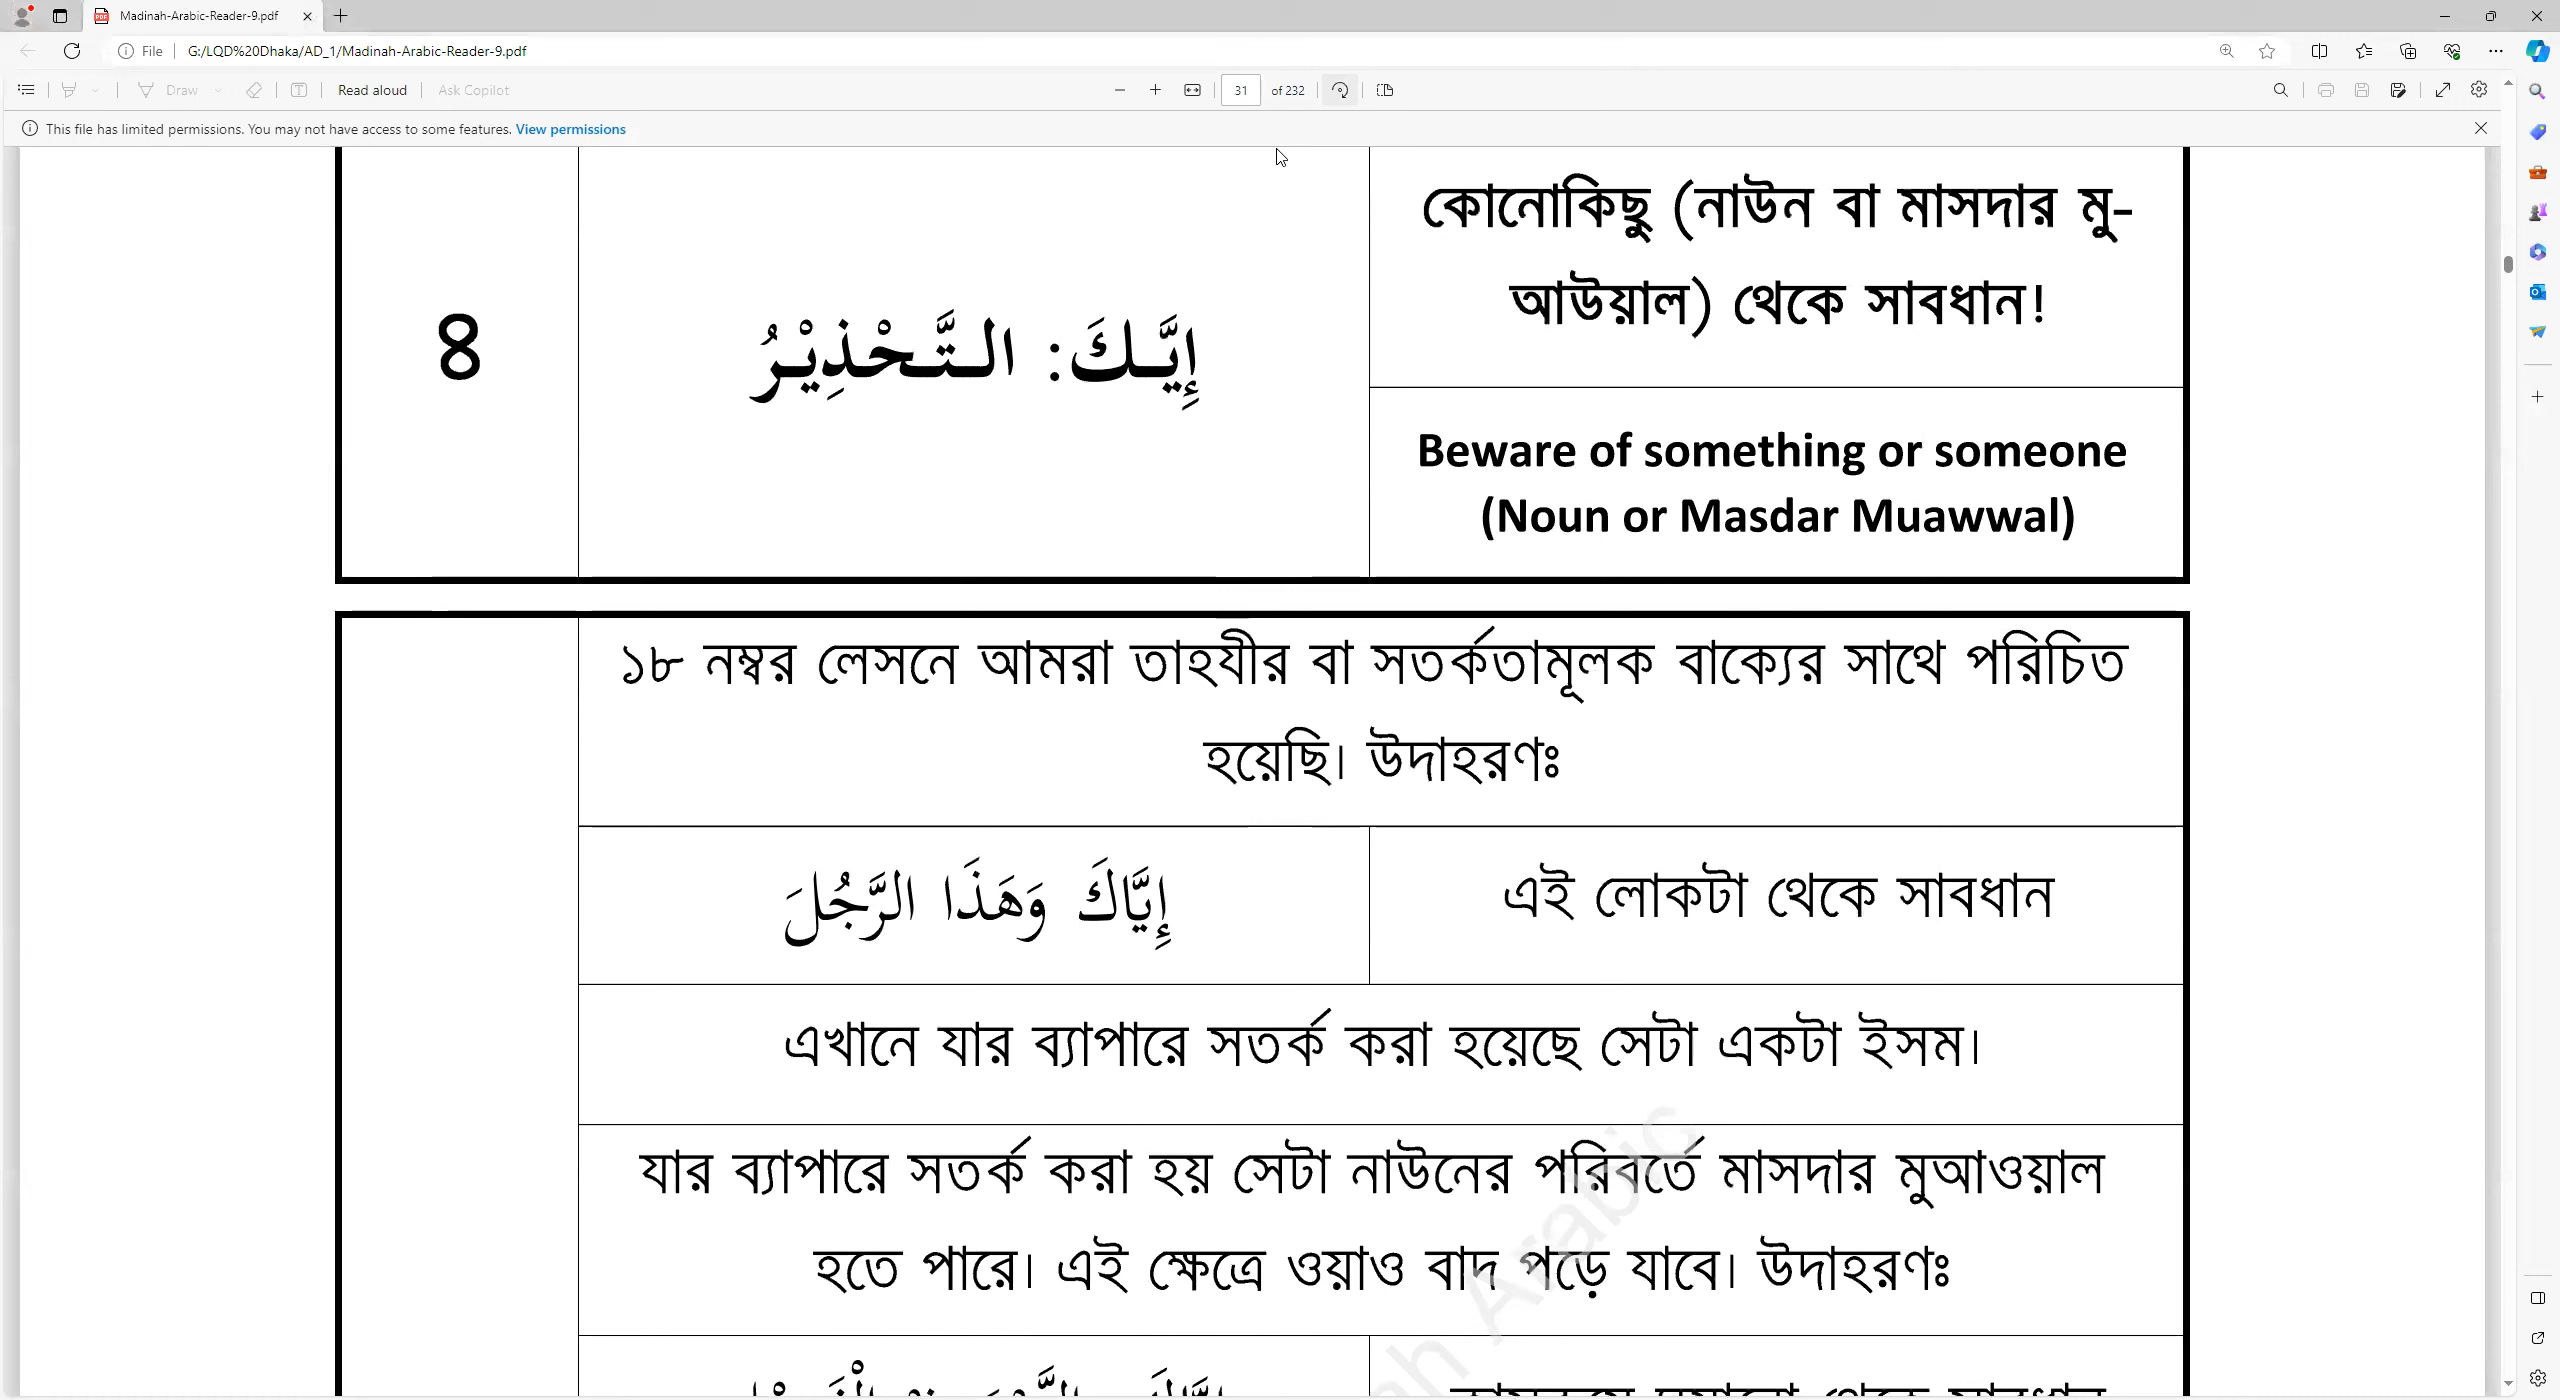 Madinah-Arabic-Reader-9.pdf
File G:/LQD%20Dhaka/AD_1/Madinah-Arabic-Reader-9.pdf
Draw Read aloud Ask Copilot 31 of 232
This file has limited permissions. You may not have access to some features. View permissions
৪
إِيَّـكَ: الـتَّـحْـذِيْـرُ
কোনোকিছু (নাউন বা মাসদার মু-
আউয়াল) থেকে সাবধান!
Beware of something or someone
(Noun or Masdar Muawwal)
১৮ নম্বর লেসনে আমরা তাহযীর বা সতর্কতামূলক বাক্যের সাথে পরিচিত
হয়েছি। উদাহরণঃ
إِيَّاكَ وَهَذَا الرَّجُلَ
এই লোকটা থেকে সাবধান
এখানে যার ব্যাপারে সতর্ক করা হয়েছে সেটা একটা ইসম।
যার ব্যাপারে সতর্ক করা হয় সেটা নাউনের পরিবর্তে মাসদার মুআওয়াল
হতে পারে। এই ক্ষেত্রে ওয়াও বাদ পড়ে যাবে। উদাহরণঃ
Arabic